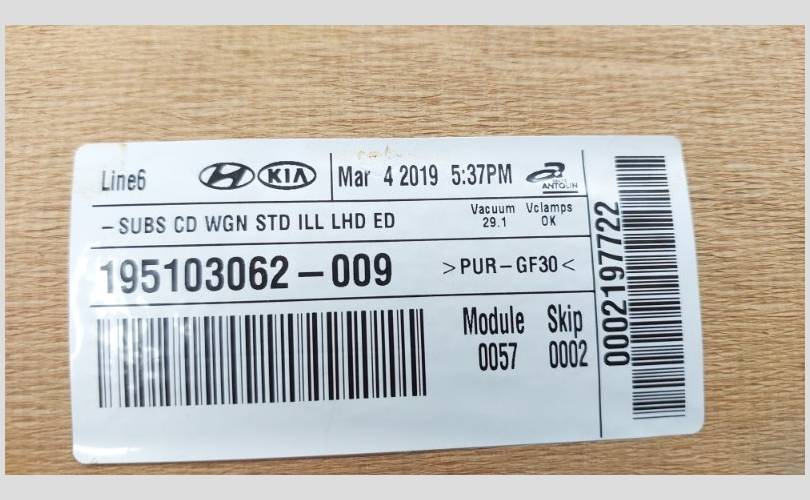 Line6
KIA
Mar 4 2019 5:37PM
ANTOLIN
-SUBS CD WGN STD ILL LHD ED
Vacuum Vclamps
29.1 OK
195103062-009
>PUR-GF30<
Module Skip
0057 0002
0002197722